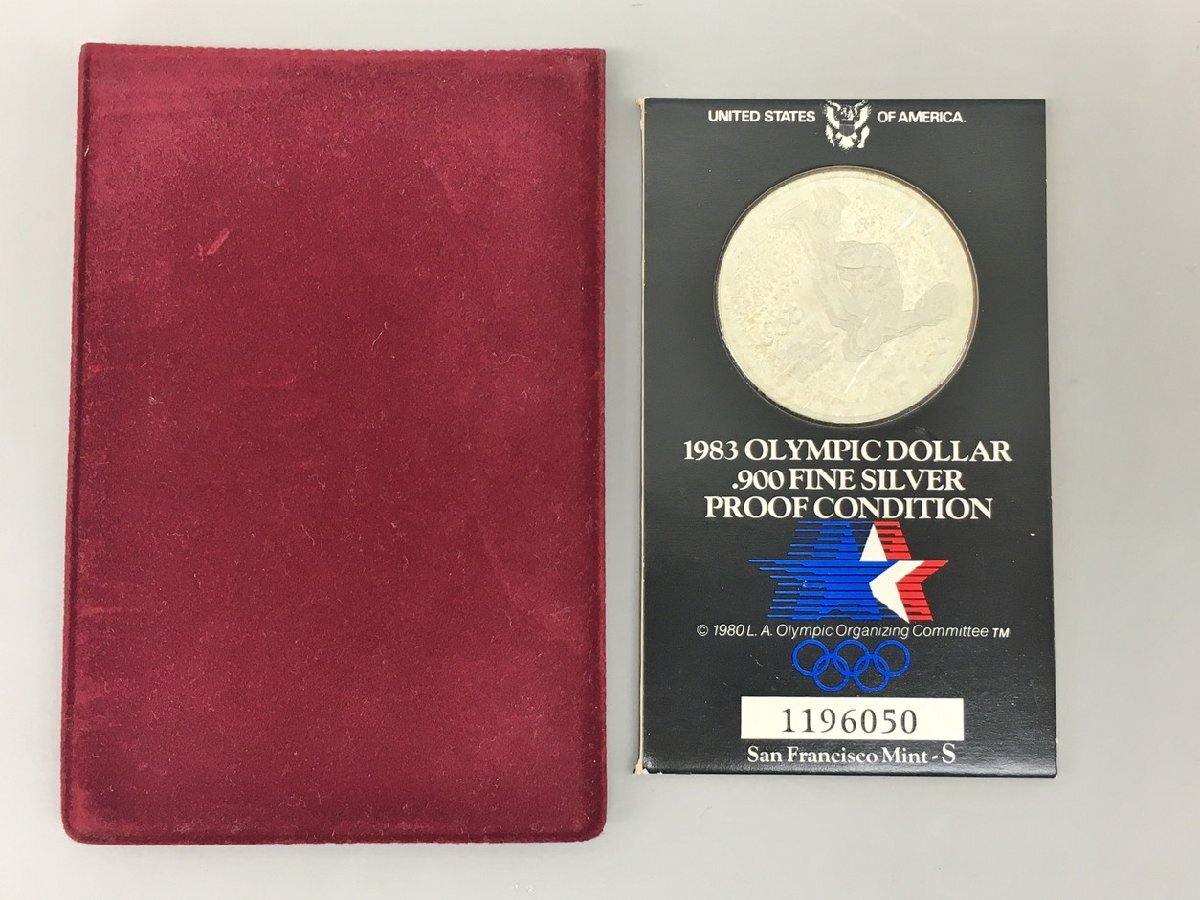 UNITED STATES OF AMERICA.
1983 OLYMPIC DOLLAR
.900 FINE SILVER
PROOF CONDITION
© 1980 L. A. Olympic Organizing Committee TM
1196050
San Francisco Mint - S